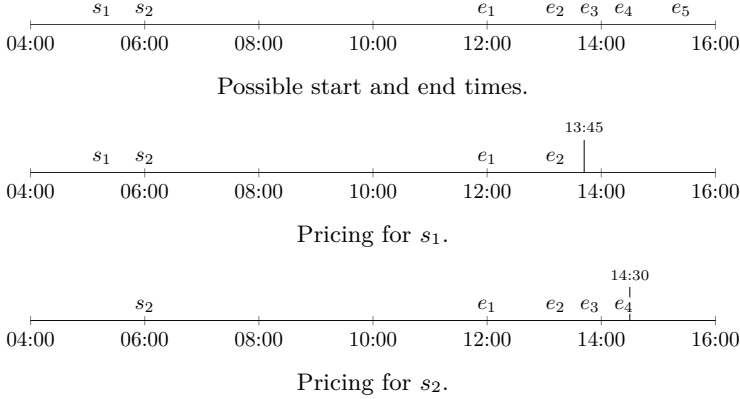 s₁ s₂ e₁ e₂ e₃ e₄ e₅
04:00 06:00 08:00 10:00 12:00 14:00 16:00
Possible start and end times.
13:45
s₁ s₂ e₁ e₂
04:00 06:00 08:00 10:00 12:00 14:00 16:00
Pricing for s₁.
14:30
s₂ e₁ e₂ e₃ e₄
04:00 06:00 08:00 10:00 12:00 14:00 16:00
Pricing for s₂.